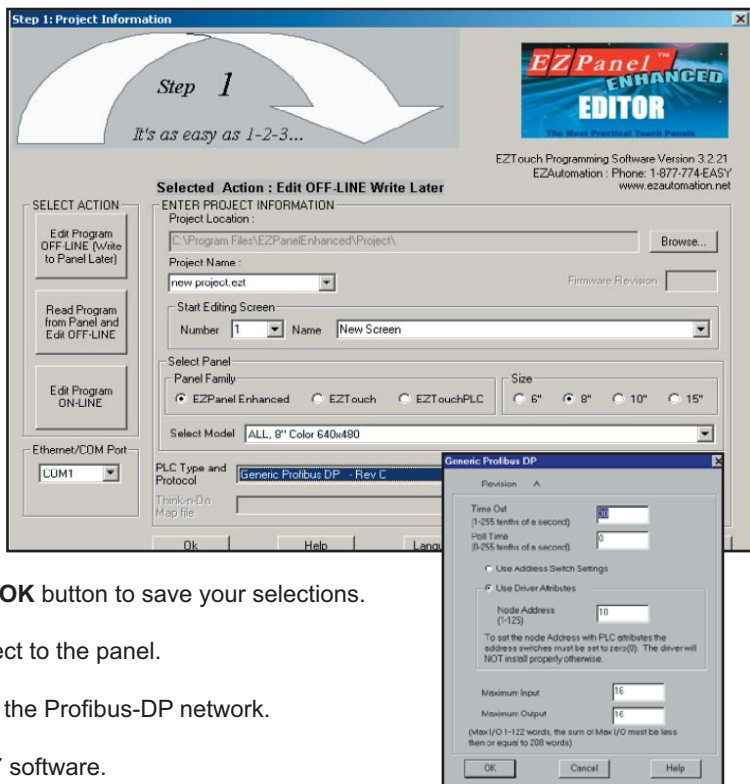 Step 1: Project Information
Step 1
It's as easy as 1-2-3...
EZPanel™
ENHANCED
EDITOR
The Most Practical Touch Panels
EZTouch Programming Software Version 3.2.21
EZAutomation : Phone: 1-877-774-EASY
www.ezautomation.net
Selected Action : Edit OFF-LINE Write Later
SELECT ACTION
Edit Program
OFF-LINE (Write
to Panel Later)
Read Program
from Panel and
Edit OFF-LINE
Edit Program
ON-LINE
Ethernet/COM Port
COM1
ENTER PROJECT INFORMATION
Project Location :
C:\Program Files\EZPanelEnhanced\Project\
Browse...
Project Name :
new project.ezt
Firmware Revision
Start Editing Screen
Number 1 Name New Screen
Select Panel
Panel Family
EZPanel Enhanced EZTouch EZTouchPLC
Size
6" 8" 10" 15"
Select Model ALL, 8" Color 640x480
PLC Type and
Protocol
Generic Profibus DP - Rev C
Think-n-Do
Map file
Ok Help Langu
Generic Profibus DP
Revision A
Time Out
(1-255 tenths of a second)
Poll Time
(0-255 tenths of a second)
0
Use Address Switch Settings
Use Driver Attributes
Node Address
(1-125)
10
To set the node Address with PLC attributes the
address switches must be set to zero(0). The driver will
NOT install properly otherwise.
Maximum Input 16
Maximum Output 16
(Max I/O 1-122 words, the sum of Max I/O must be less
then or equal to 208 words)
OK Cancel Help
OK button to save your selections.
ect to the panel.
the Profibus-DP network.
software.